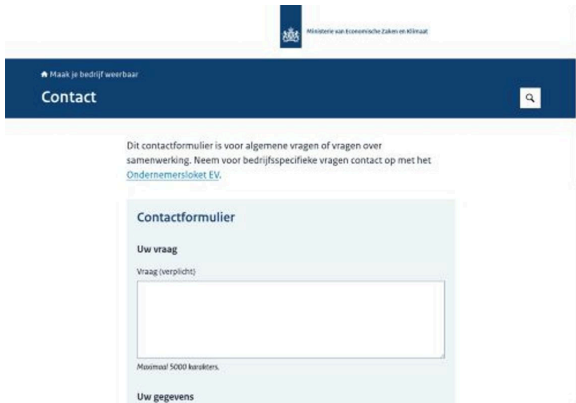 Ministerie van Economische Zaken en Klimaat
Maak je bedrijf weerbaar
Contact
Dit contactformulier is voor algemene vragen of vragen over
samenwerking. Neem voor bedrijfsspecifieke vragen contact op met het
Ondernemersloket EV.
Contactformulier
Uw vraag
Vraag (verplicht)
Maximaal 5000 karakters.
Uw gegevens